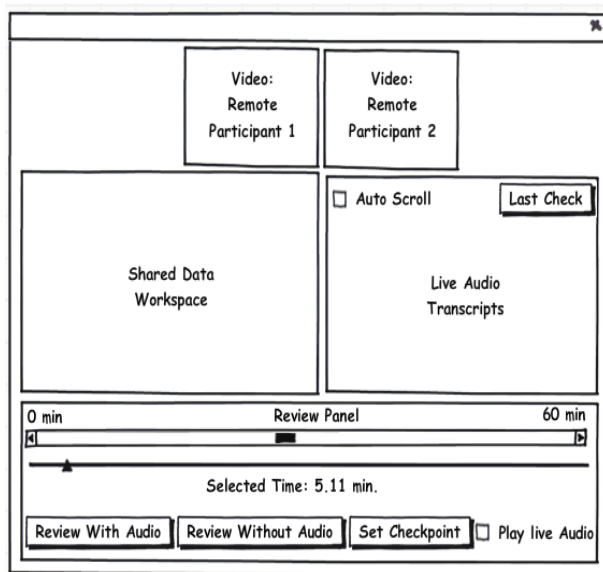 Video:
Remote
Participant 1
Video:
Remote
Participant 2
Shared Data
Workspace
Auto Scroll
Last Check
Live Audio
Transcripts
0 min Review Panel 60 min
Selected Time: 5.11 min.
Review With Audio Review Without Audio Set Checkpoint Play live Audio